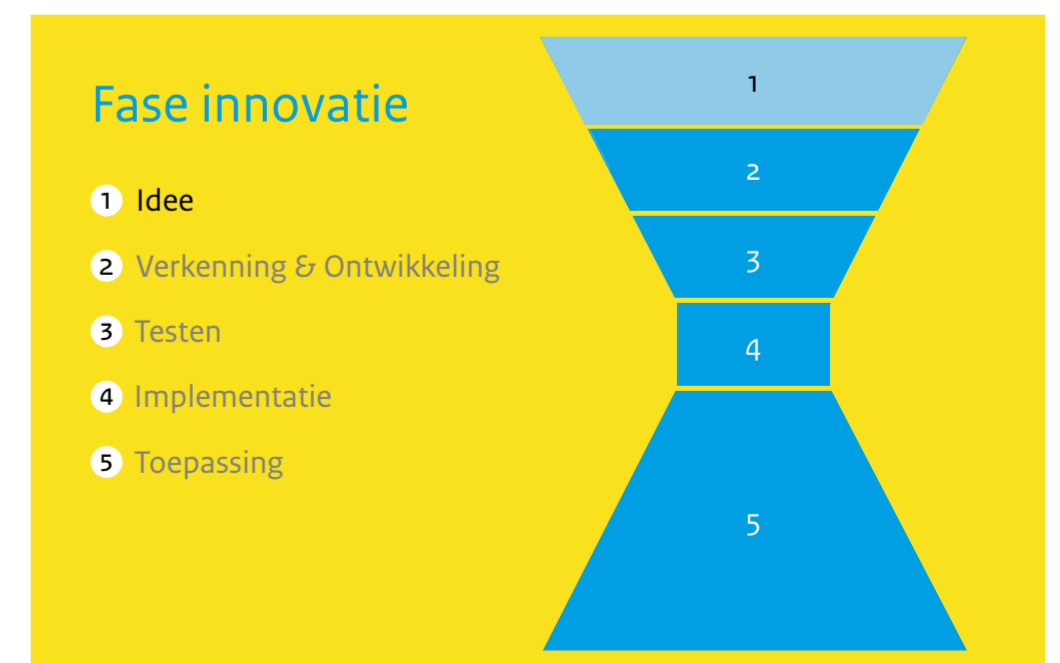 Fase innovatie
1 Idee
2 Verkenning & Ontwikkeling
3 Testen
4 Implementatie
5 Toepassing
1
2
3
4
5